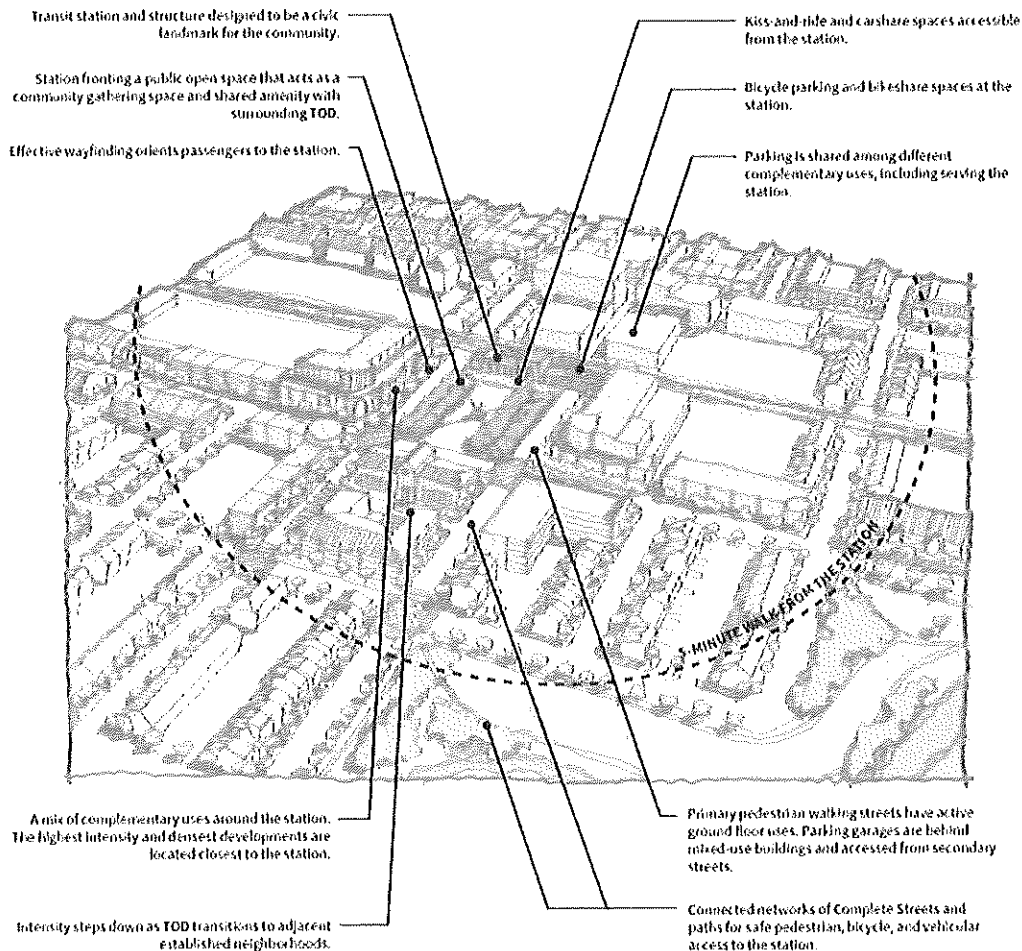 Transit station and structure designed to be a civic
landmark for the community.
Station fronting a public open space that acts as a
community gathering space and shared amenity with
surrounding TOD.
Effective wayfinding orients passengers to the station.
Kiss-and-ride and carshare spaces accessible
from the station.
Bicycle parking and bikeshare spaces at the
station.
Parking is shared among different
complementary uses, including serving the
station.
5-MINUTE WALK FROM THE STATION
A mix of complementary uses around the station.
The highest intensity and densest developments are
located closest to the station.
Intensity steps down as TOD transitions to adjacent
established neighborhoods.
Primary pedestrian walking streets have active
ground floor uses. Parking garages are behind
mixed-use buildings and accessed from secondary
streets.
Connected networks of Complete Streets and
paths for safe pedestrian, bicycle, and vehicular
access to the station.